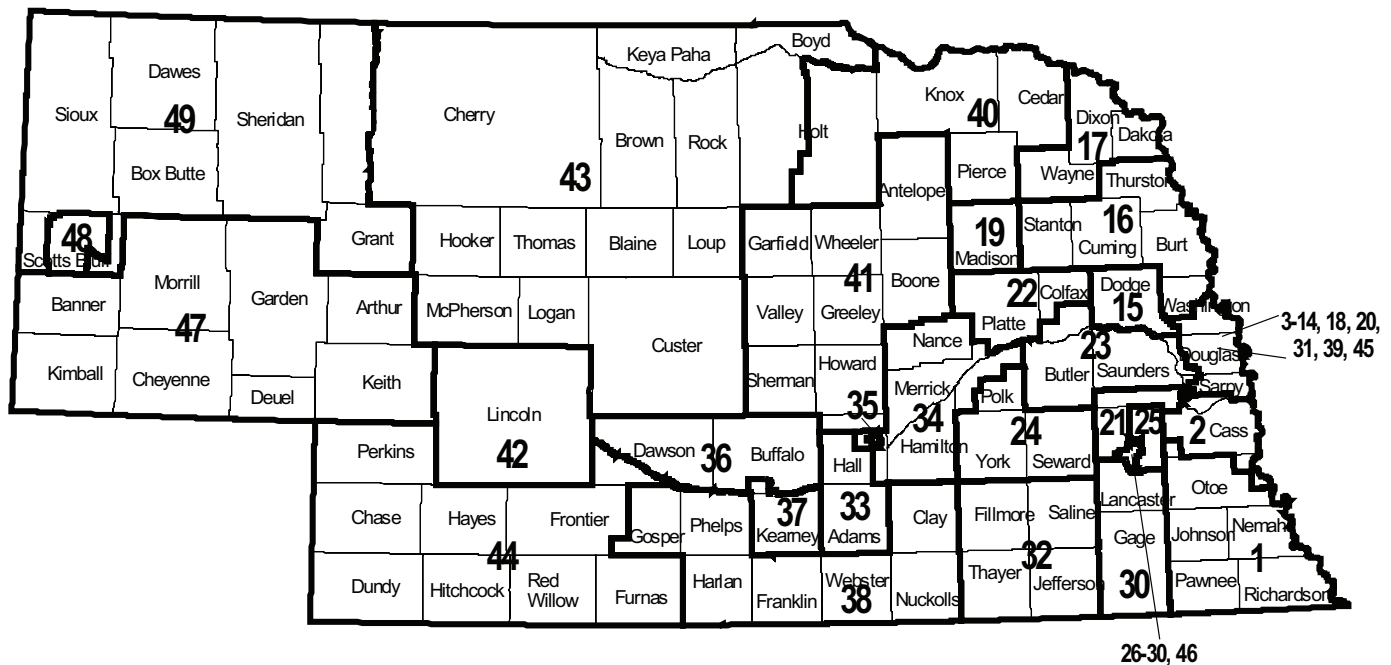 Boyd
Keya Paha
Dawes
Knox
Cedar
Sioux
49
Sheridan
Cherry
40
Dixon
Holt
Dakota
Brown
Rock
17
Box Butte
43
Pierce
Wayne
Thurston
Antelope
Stanton
16
48
Grant
Hooker
Thomas
Blaine
Loup
Garfield
Wheeler
19
Cuming
Burt
Scotts Bluff
Madison
Morrill
41
Boone
Dodge
Banner
Garden
Arthur
McPherson
Logan
Valley
Greeley
22
Colfax
15
Washington
47
Platte
3-14, 18, 20,
Custer
Nance
23
Douglas
31, 39, 45
Kimball
Cheyenne
Keith
Howard
Butler
Saunders
Deuel
Sherman
Merrick
Polk
Sarpy
Lincoln
35
34
21
25
2
Cass
42
24
Perkins
Dawson
36
Buffalo
Hall
Hamilton
York
Seward
Otoe
Lancaster
Chase
Hayes
Frontier
Phelps
37
33
Clay
Fillmore
Saline
Gosper
Kearney
Adams
Gage
Johnson
Nemaha
44
32
1
Dundy
Hitchcock
Red
Willow
Furnas
Harlan
Franklin
Webster
38
Nuckolls
Thayer
Jefferson
30
Pawnee
Richardson
26-30, 46